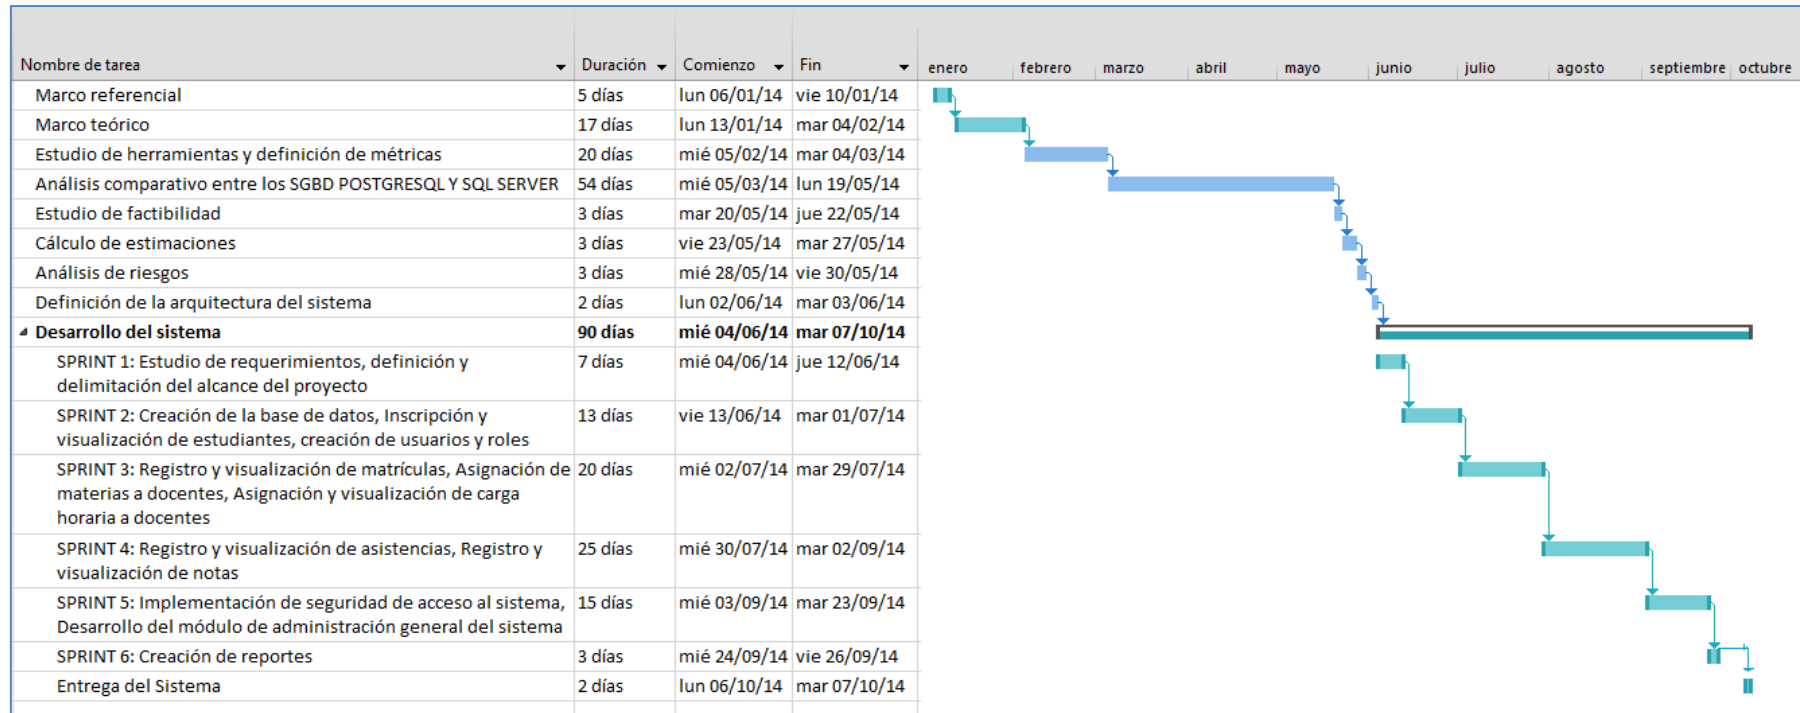 Nombre de tarea Duración Comienzo Fin enero febrero marzo abril mayo junio julio agosto septiembre octubre
Marco referencial 5 días lun 06/01/14 vie 10/01/14
Marco teórico 17 días lun 13/01/14 mar 04/02/14
Estudio de herramientas y definición de métricas 20 días mié 05/02/14 mar 04/03/14
Análisis comparativo entre los SGBD POSTGRESQL Y SQL SERVER 54 días mié 05/03/14 lun 19/05/14
Estudio de factibilidad 3 días mar 20/05/14 jue 22/05/14
Cálculo de estimaciones 3 días vie 23/05/14 mar 27/05/14
Análisis de riesgos 3 días mié 28/05/14 vie 30/05/14
Definición de la arquitectura del sistema 2 días lun 02/06/14 mar 03/06/14
Desarrollo del sistema 90 días mié 04/06/14 mar 07/10/14
SPRINT 1: Estudio de requerimientos, definición y 7 días mié 04/06/14 jue 12/06/14
delimitación del alcance del proyecto
SPRINT 2: Creación de la base de datos, Inscripción y 13 días vie 13/06/14 mar 01/07/14
visualización de estudiantes, creación de usuarios y roles
SPRINT 3: Registro y visualización de matrículas, Asignación de 20 días mié 02/07/14 mar 29/07/14
materias a docentes, Asignación y visualización de carga
horaria a docentes
SPRINT 4: Registro y visualización de asistencias, Registro y 25 días mié 30/07/14 mar 02/09/14
visualización de notas
SPRINT 5: Implementación de seguridad de acceso al sistema, 15 días mié 03/09/14 mar 23/09/14
Desarrollo del módulo de administración general del sistema
SPRINT 6: Creación de reportes 3 días mié 24/09/14 vie 26/09/14
Entrega del Sistema 2 días lun 06/10/14 mar 07/10/14